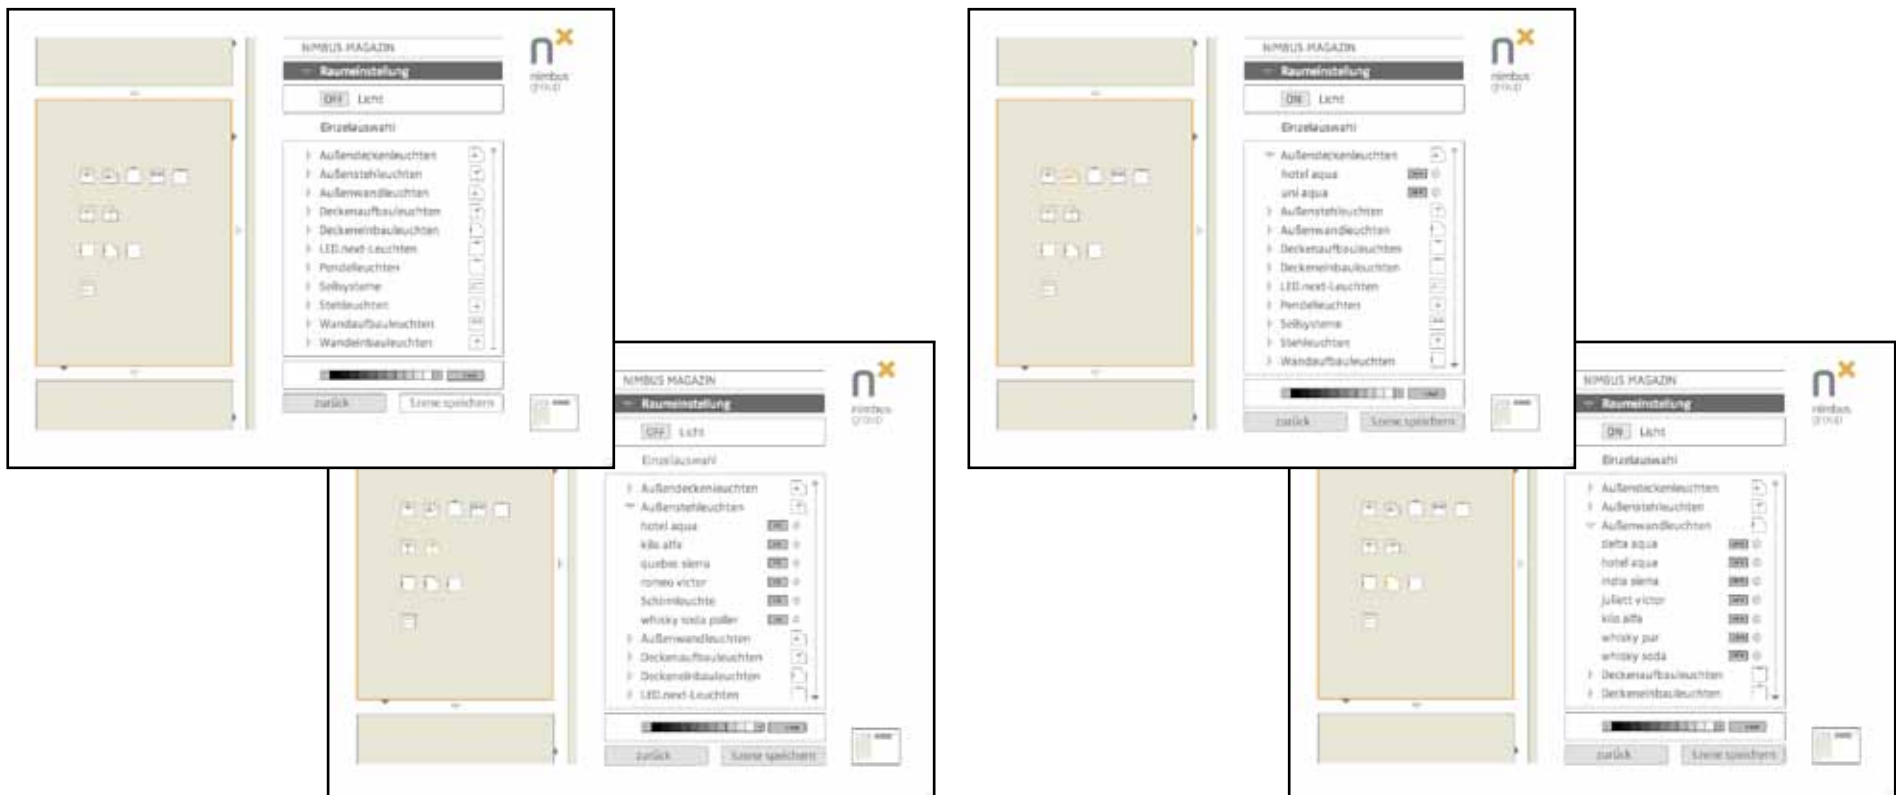 NIMBUS MAGAZIN
Raumeinstellung
OFF Licht
Einzelauswahl
Außendeckenleuchten
Außenstehleuchten
Außenwandleuchten
Deckenaufbauleuchten
Deckeneinbauleuchten
LED.next-Leuchten
Pendelleuchten
Seilsysteme
Stehleuchten
Wandaufbauleuchten
Wandeinbauleuchten
zurück Szene speichern
nimbus
group
NIMBUS MAGAZIN
Raumeinstellung
OFF Licht
Einzelauswahl
Außendeckenleuchten
Außenstehleuchten
hotel aqua
kilo alfa
quebec sierra
romeo victor
Schirmleuchte
whisky soda poller
Außenwandleuchten
Deckenaufbauleuchten
Deckeneinbauleuchten
LED.next-Leuchten
zurück Szene speichern
nimbus
group
NIMBUS MAGAZIN
Raumeinstellung
ON Licht
Einzelauswahl
Außendeckenleuchten
hotel aqua
uni aqua
Außenstehleuchten
Außenwandleuchten
Deckenaufbauleuchten
Deckeneinbauleuchten
LED.next-Leuchten
Pendelleuchten
Seilsysteme
Stehleuchten
Wandaufbauleuchten
zurück Szene speichern
nimbus
group
NIMBUS MAGAZIN
Raumeinstellung
ON Licht
Einzelauswahl
Außendeckenleuchten
Außenstehleuchten
Außenwandleuchten
delta aqua
hotel aqua
india sierra
juliett victor
kilo alfa
whisky pur
whisky soda
Deckenaufbauleuchten
Deckeneinbauleuchten
zurück Szene speichern
nimbus
group